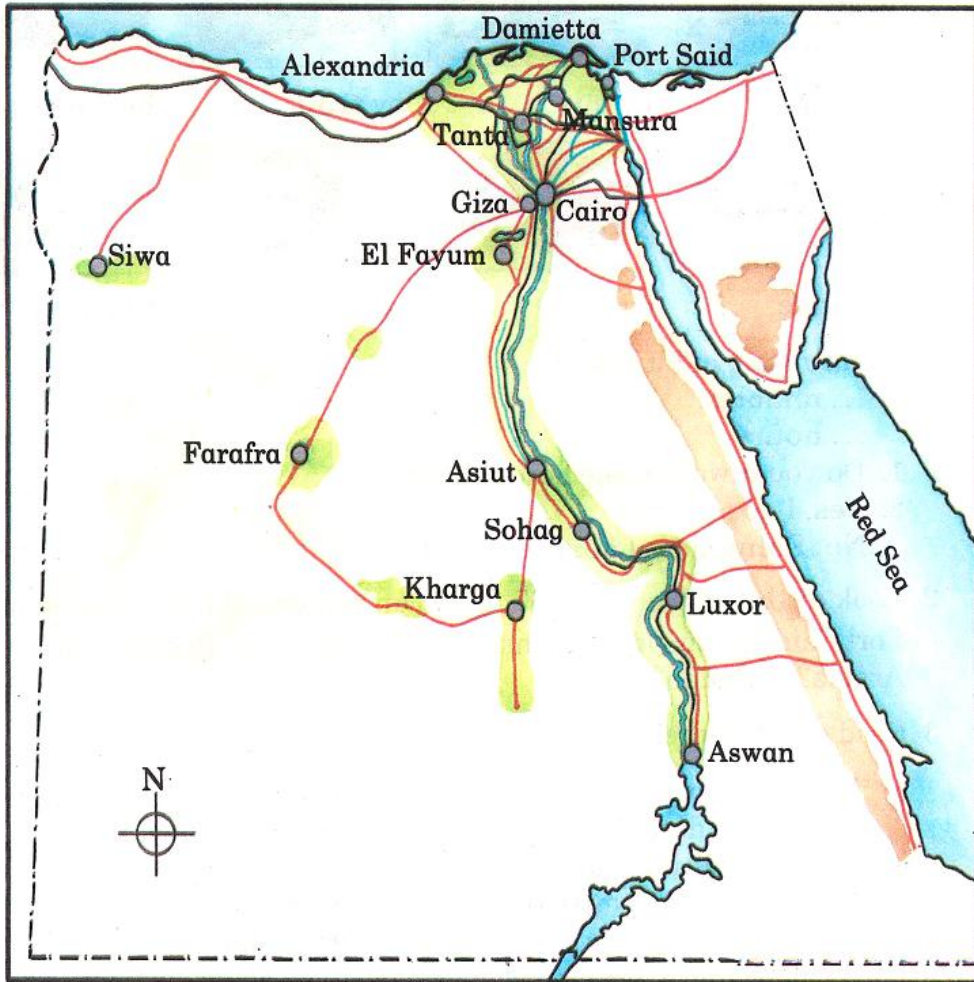 Damietta
Port Said
Alexandria
Tanta
Mansura
Giza
Cairo
El Fayum
Siwa
Farafra
Asiut
Sohag
Kharga
Luxor
Red Sea
Aswan
N